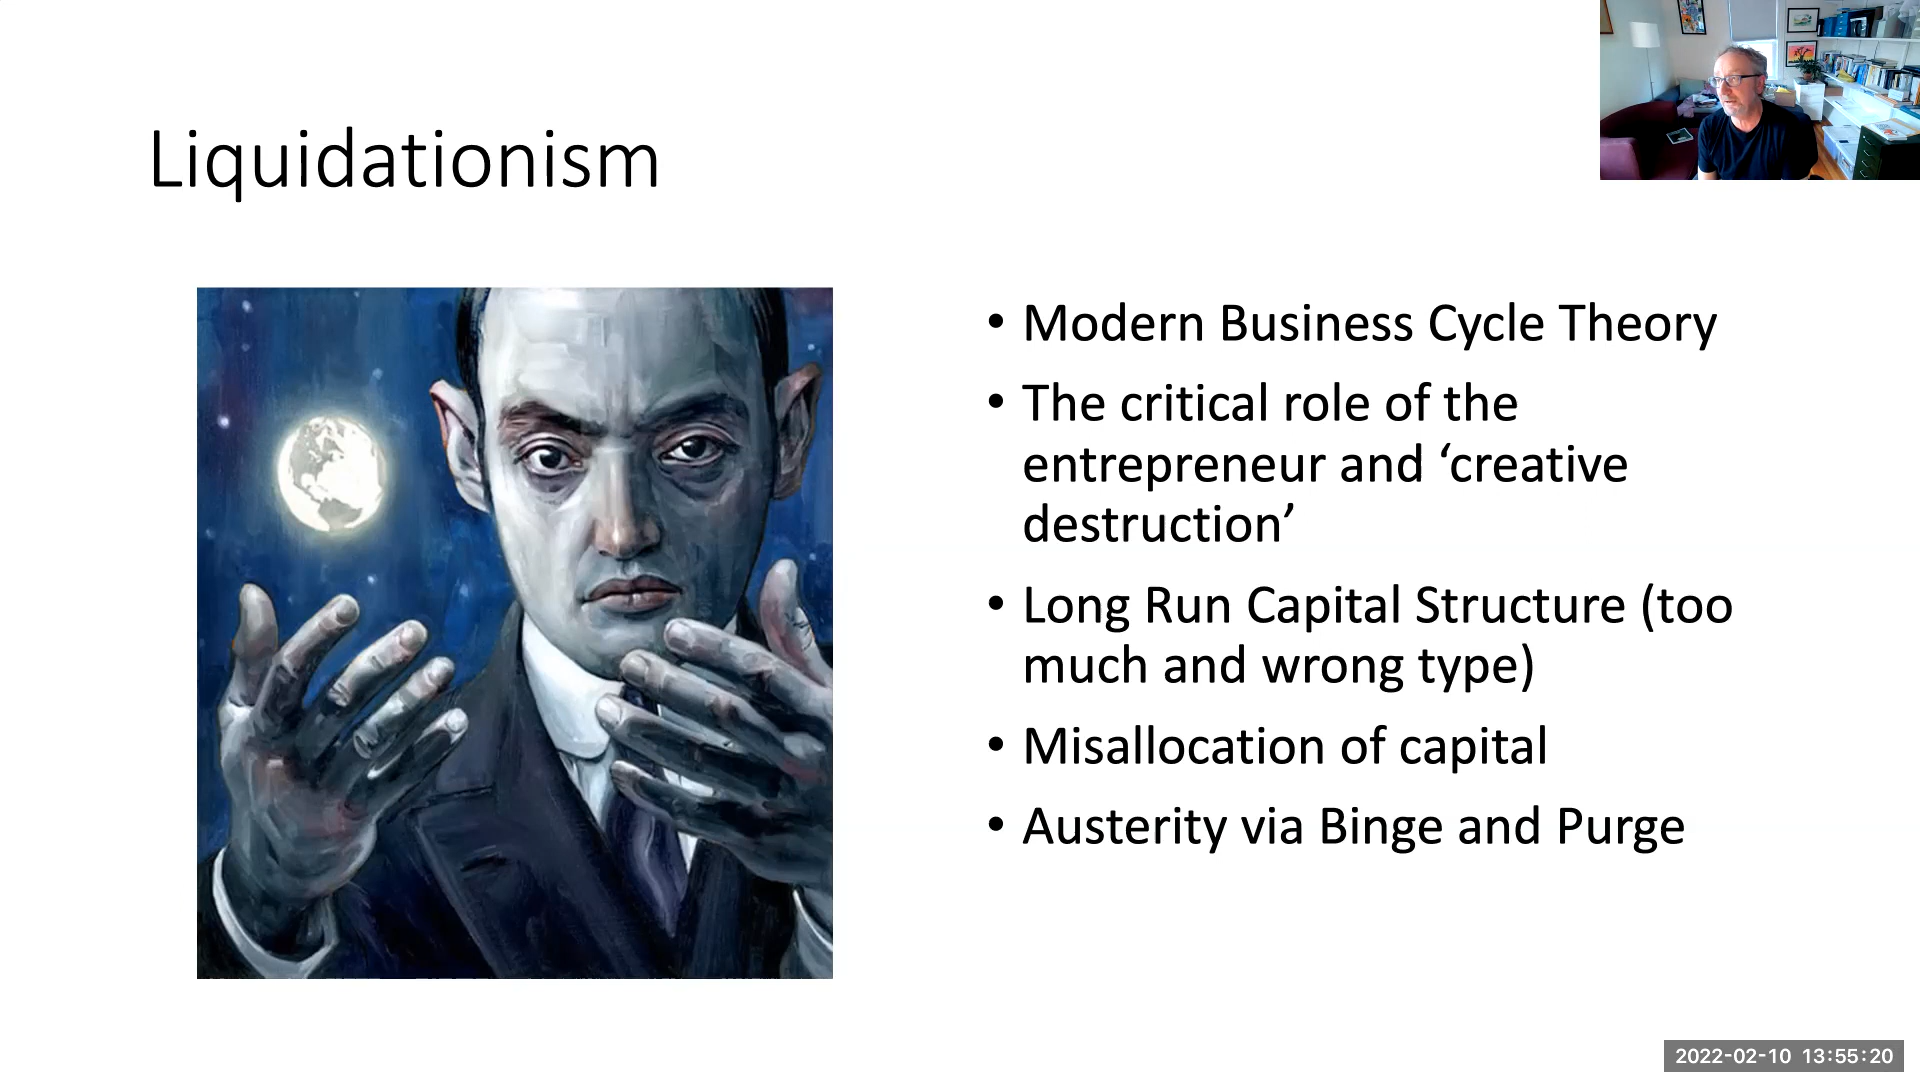 Liquidationism
• Modern Business Cycle Theory
• The critical role of the
entrepreneur and ‘creative
destruction’
• Long Run Capital Structure (too
much and wrong type)
• Misallocation of capital
• Austerity via Binge and Purge
2022-02-10 13:55:20